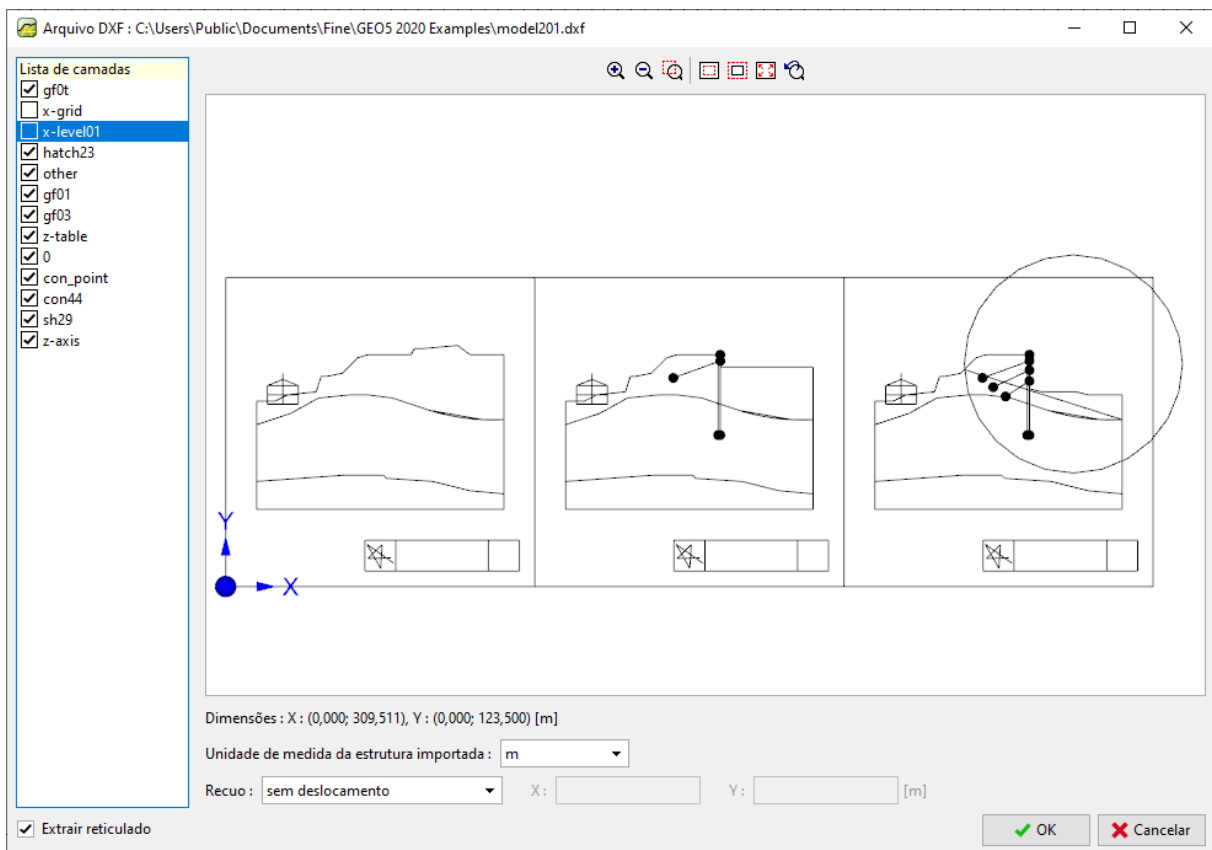 Arquivo DXF : C:\Users\Public\Documents\Fine\GEO5 2020 Examples\model201.dxf
Lista de camadas
gf0t
x-grid
x-level01
hatch23
other
gf01
gf03
z-table
0
con_point
con44
sh29
z-axis
Y
X
Dimensões : X : (0,000; 309,511), Y : (0,000; 123,500) [m]
Unidade de medida da estrutura importada : m
Recuo : sem deslocamento X : Y : [m]
Extrair reticulado OK Cancelar